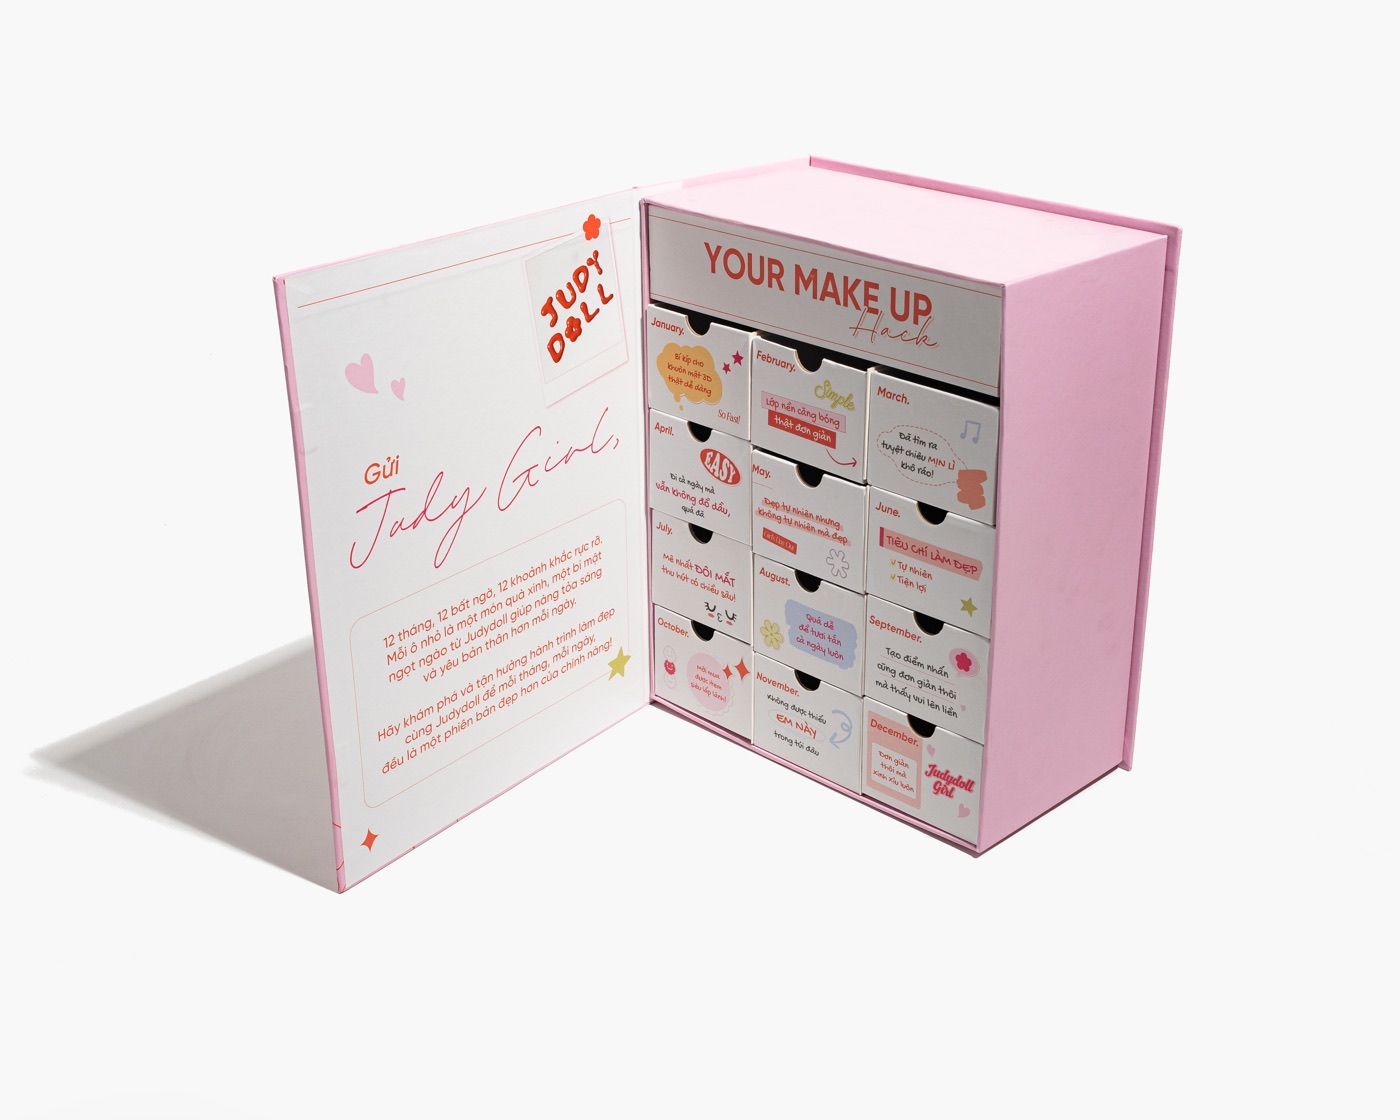 JUDY
DOLL
Gửi
Judy Girl,
12 tháng, 12 bất ngờ, 12 khoảnh khắc rực rỡ.
Mỗi ô nhỏ là một món quà xinh, một bí mật
ngọt ngào từ Judydoll giúp nàng tỏa sáng
và yêu bản thân hơn mỗi ngày.
Hãy khám phá và tận hưởng hành trình làm đẹp
cùng Judydoll để mỗi tháng, mỗi ngày,
đều là một phiên bản đẹp hơn của chính nàng!
YOUR MAKE UP
Hack
January.
Bí kíp cho
khuôn mặt 3D
thật dễ dàng
So Fast!
February.
Simple
Lớp nền căng bóng
thật đơn giản
March.
Đã tìm ra
tuyệt chiêu MỊN LÌ
khô ráo!
April.
EASY
Đi cả ngày mà
vẫn không đổ dầu,
quá đã
May.
Đẹp tự nhiên nhưng
không tự nhiên mà đẹp
June.
TIÊU CHÍ LÀM ĐẸP
Tự nhiên
Tiện lợi
July.
Mê nhất ĐÔI MẮT
thu hút có chiều sâu!
August.
Quá dễ
để tươi tắn
cả ngày luôn
September.
Tạo điểm nhấn
cũng đơn giản thôi
mà thấy vui lên liền
October.
Mới mua
được item
siêu lấp lánh!
November.
Không được thiếu
EM NÀY
trong túi đâu
December.
Đơn giản
thôi mà
xinh xỉu luôn
Judydoll
Girl